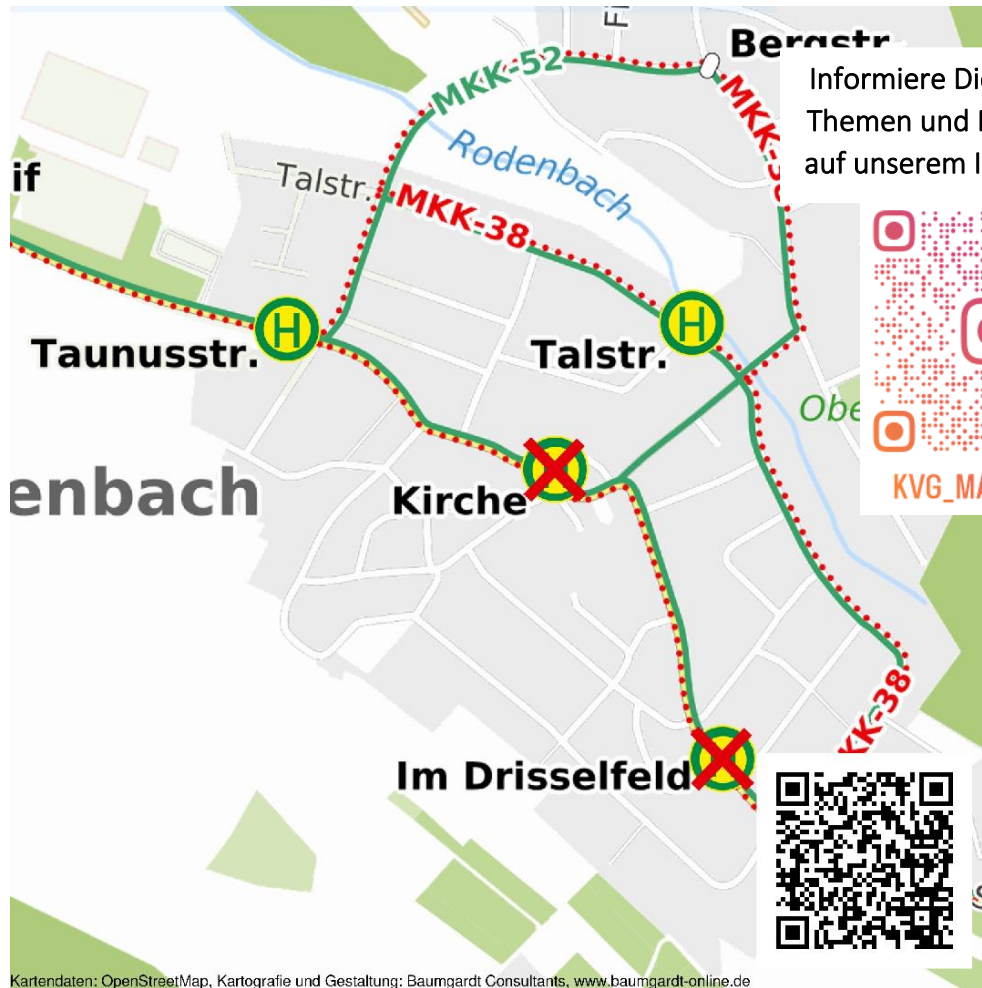 Bergstr.
MKK-52
Informiere Di
Themen und
auf unserem
Rodenbach
if
Talstr.
MKK-38
H
H
Taunusstr.
Talstr.
Obe
KVG_MA
enbach
Kirche
KK-38
Im Drisselfeld
Kartendaten: OpenStreetMap, Kartografie und Gestaltung: Baumgardt Consultants, www.baumgardt-online.de